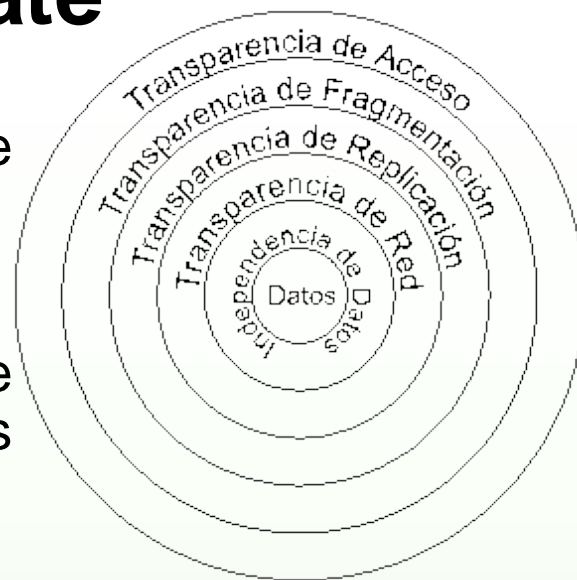 ate
Transparencia de Acceso
e
Transparencia de Fragmentación
Transparencia de Replicación
Transparencia de Red
Independencia de Datos
Datos
e
s